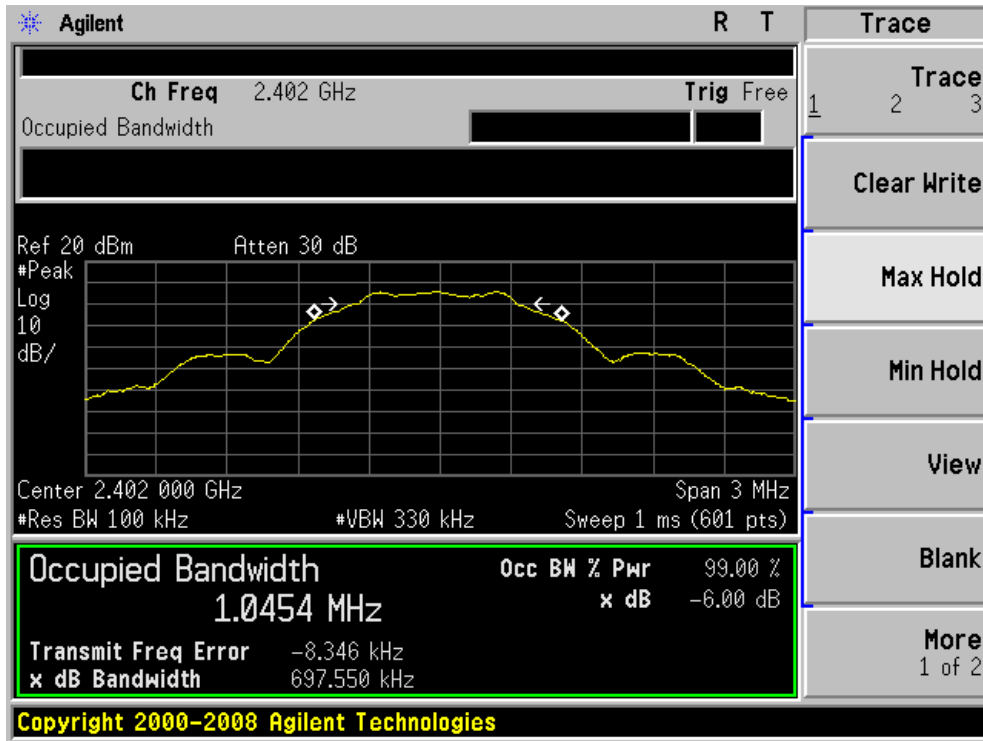 Agilent R T Trace
Ch Freq 2.402 GHz Trig Free
Occupied Bandwidth
Trace
1 2 3
Clear Write
Ref 20 dBm Atten 30 dB
#Peak
Log
10
dB/
Max Hold
Min Hold
View
Center 2.402 000 GHz Span 3 MHz
#Res BW 100 kHz #VBW 330 kHz Sweep 1 ms (601 pts)
Occupied Bandwidth Occ BW % Pwr 99.00 %
1.0454 MHz x dB -6.00 dB
Transmit Freq Error -8.346 kHz
x dB Bandwidth 697.550 kHz
Blank
More
1 of 2
Copyright 2000-2008 Agilent Technologies